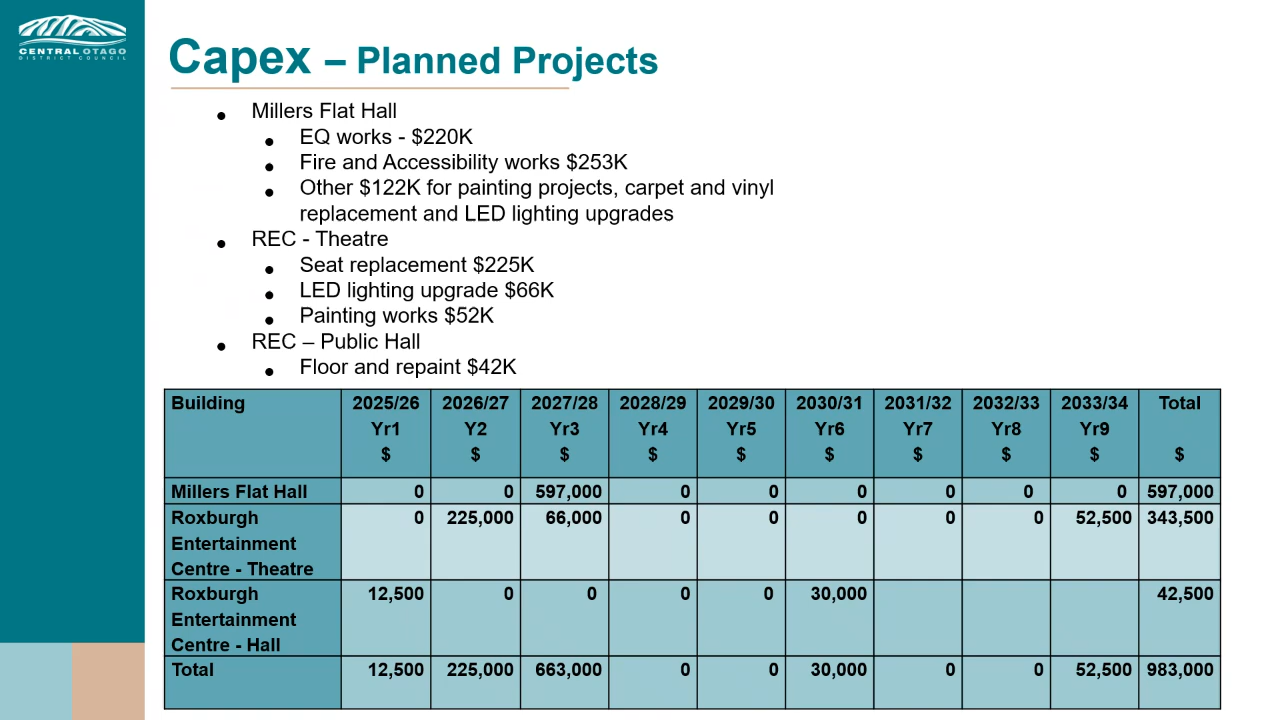 CENTRAL OTAGO
DISTRICT COUNCIL
Capex – Planned Projects
• Millers Flat Hall
• EQ works - $220K
• Fire and Accessibility works $253K
• Other $122K for painting projects, carpet and vinyl
replacement and LED lighting upgrades
• REC - Theatre
• Seat replacement $225K
• LED lighting upgrade $66K
• Painting works $52K
• REC – Public Hall
• Floor and repaint $42K
Building 2025/26 2026/27 2027/28 2028/29 2029/30 2030/31 2031/32 2032/33 2033/34 Total
Yr1 Y2 Yr3 Yr4 Yr5 Yr6 Yr7 Yr8 Yr9
$ $ $ $ $ $ $ $ $ $
Millers Flat Hall 0 0 597,000 0 0 0 0 0 0 597,000
Roxburgh 0 225,000 66,000 0 0 0 0 0 52,500 343,500
Entertainment
Centre - Theatre
Roxburgh 12,500 0 0 0 0 30,000 42,500
Entertainment
Centre - Hall
Total 12,500 225,000 663,000 0 0 30,000 0 0 52,500 983,000